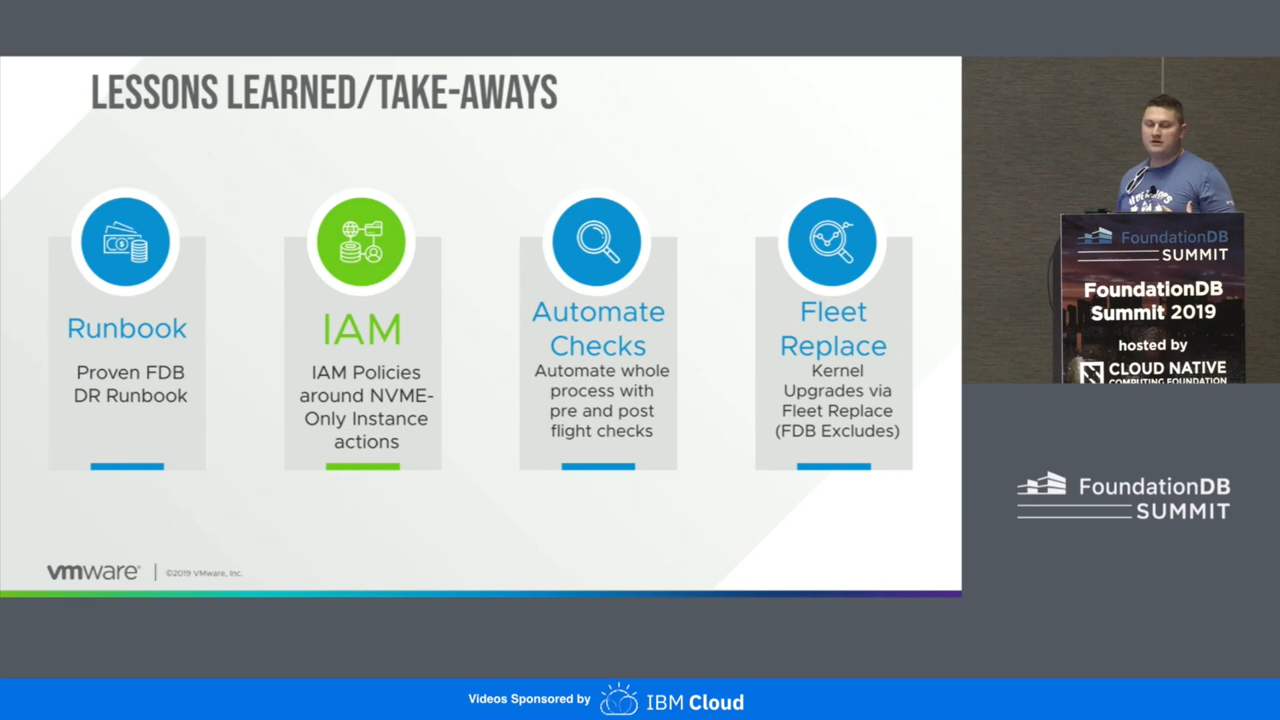 LESSONS LEARNED/TAKE-AWAYS
Runbook
Proven FDB
DR Runbook
IAM
IAM Policies
around NVME-
Only Instance
actions
Automate
Checks
Automate whole
process with
pre and post
flight checks
Fleet
Replace
Kernel
Upgrades via
Fleet Replace
(FDB Excludes)
vmware®
©2019 VMware, Inc.
FoundationDB
SUMMIT
FoundationDB
Summit 2019
hosted by
CLOUD NATIVE
COMPUTING FOUNDATION
FoundationDB
SUMMIT
Videos Sponsored by
IBM Cloud